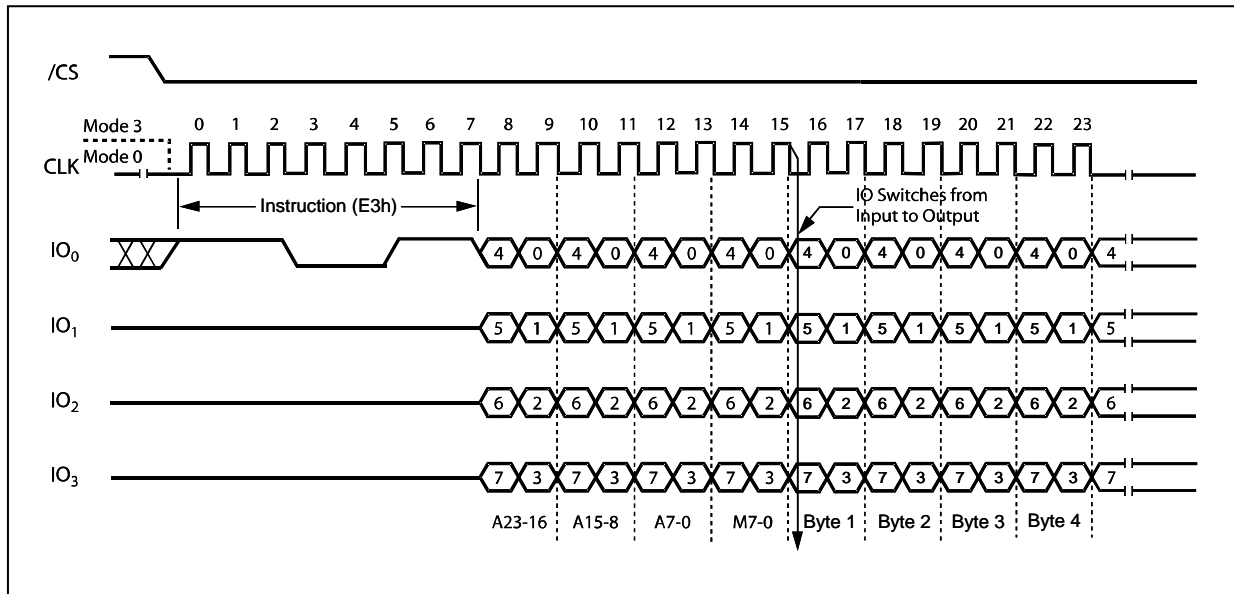 /CS
Mode 3
0 1 2 3 4 5 6 7 8 9 10 11 12 13 14 15 16 17 18 19 20 21 22 23
CLK
Mode 0
Instruction (E3h)
IO Switches from
Input to Output
IO0
4 0 4 0 4 0 4 0 4 0 4 0 4 0 4 0 4
IO1
5 1 5 1 5 1 5 1 5 1 5 1 5 1 5 1 5
IO2
6 2 6 2 6 2 6 2 6 2 6 2 6 2 6 2 6
IO3
7 3 7 3 7 3 7 3 7 3 7 3 7 3 7 3 7
A23-16 A15-8 A7-0 M7-0 Byte 1 Byte 2 Byte 3 Byte 4